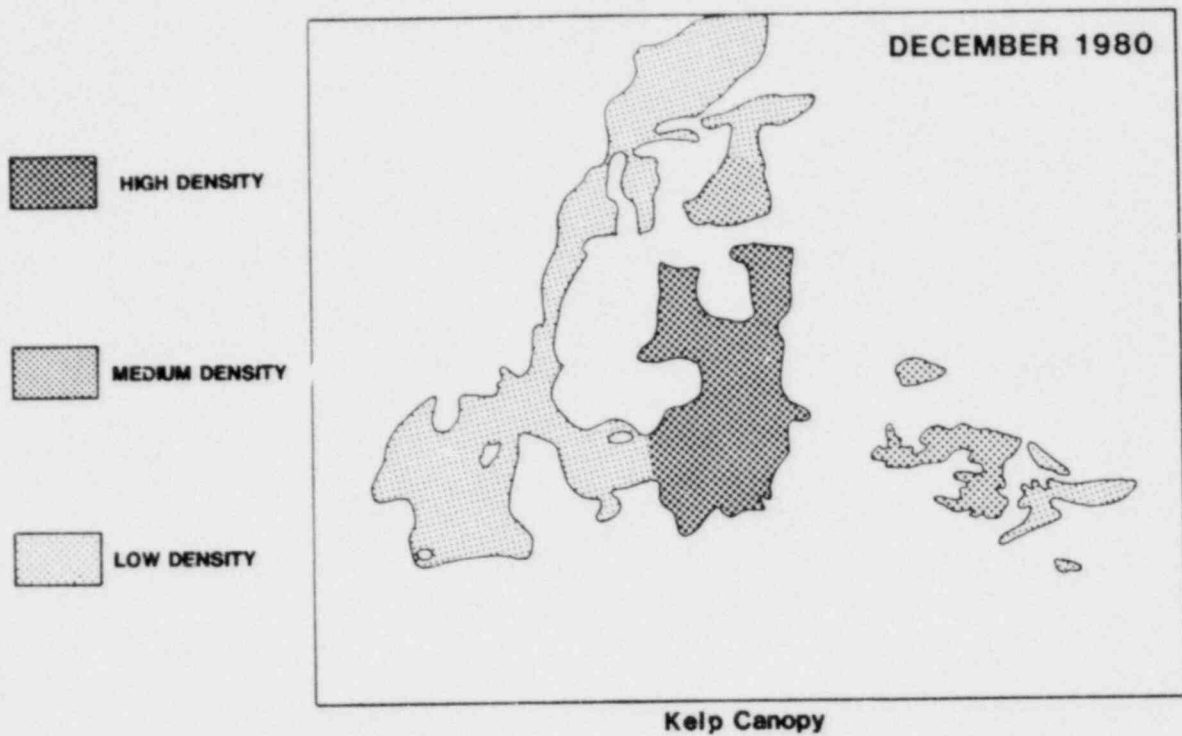 DECEMBER 1980
HIGH DENSITY
MEDIUM DENSITY
LOW DENSITY
Kelp Canopy